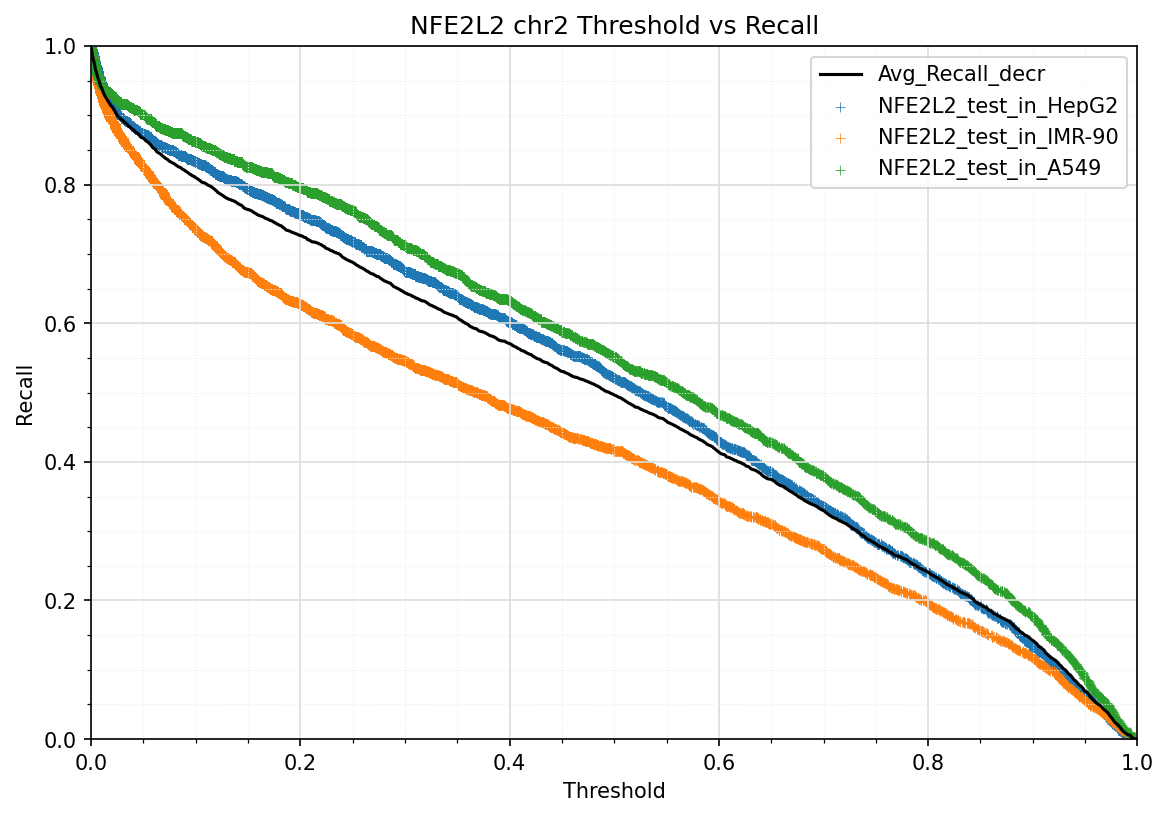 NFE2L2 chr2 Threshold vs Recall
Avg_Recall_decr
NFE2L2_test_in_HepG2
NFE2L2_test_in_IMR-90
NFE2L2_test_in_A549
Recall
1.0
0.8
0.6
0.4
0.2
0.0
0.0 0.2 0.4 0.6 0.8 1.0
Threshold